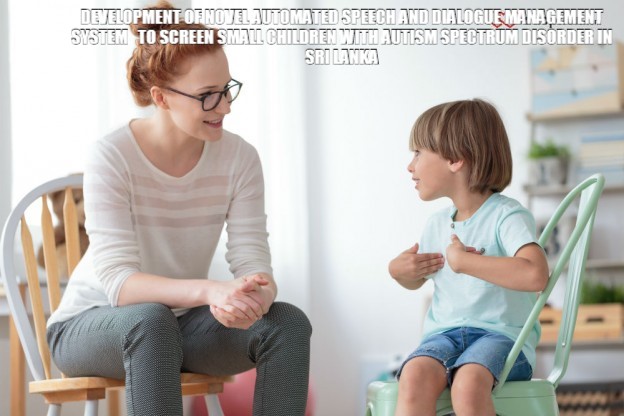 DEVELOPMENT OF NOVEL AUTOMATED SPEECH AND DIALOGUE MANAGEMENT
SYSTEM TO SCREEN SMALL CHILDREN WITH AUTISM SPECTRUM DISORDER IN
SRI LANKA